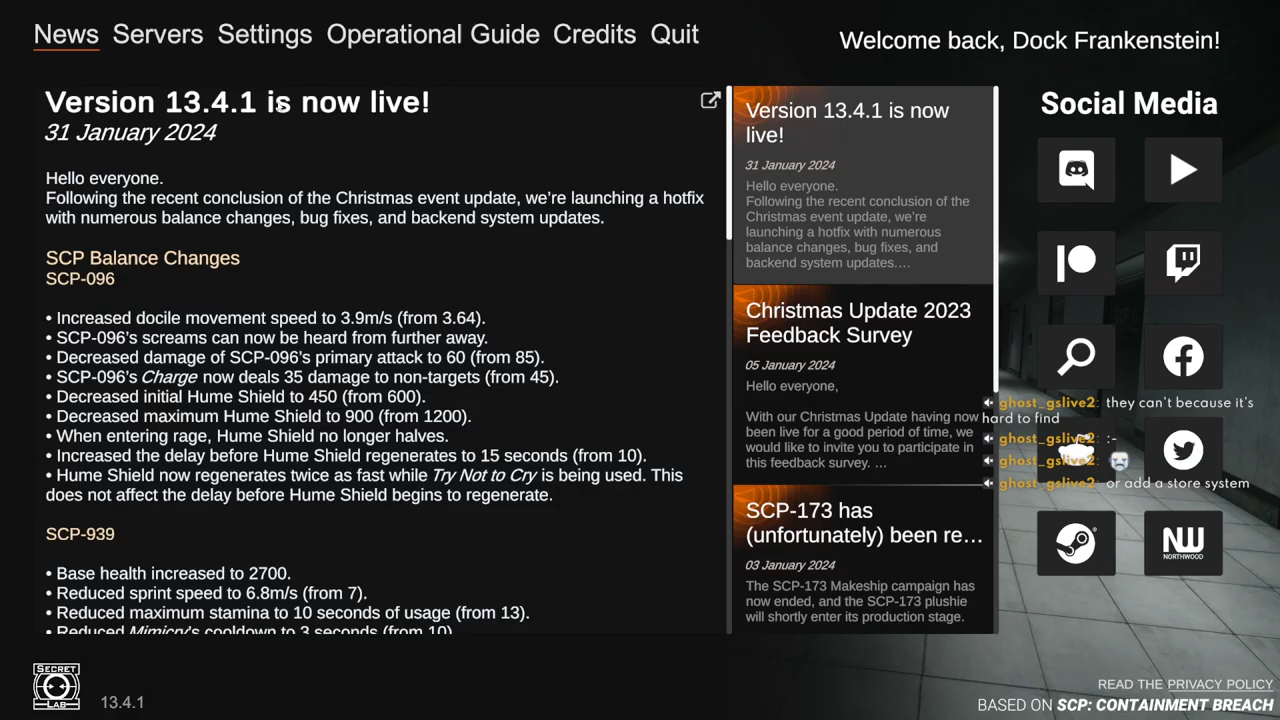 News Servers Settings Operational Guide Credits Quit
Welcome back, Dock Frankenstein!
Version 13.4.1 is now live!
31 January 2024
Hello everyone.
Following the recent conclusion of the Christmas event update, we're launching a hotfix
with numerous balance changes, bug fixes, and backend system updates.
SCP Balance Changes
SCP-096
• Increased docile movement speed to 3.9m/s (from 3.64).
• SCP-096's screams can now be heard from further away.
• Decreased damage of SCP-096's primary attack to 60 (from 85).
• SCP-096's Charge now deals 35 damage to non-targets (from 45).
• Decreased initial Hume Shield to 450 (from 600).
• Decreased maximum Hume Shield to 900 (from 1200).
• When entering rage, Hume Shield no longer halves.
• Increased the delay before Hume Shield regenerates to 15 seconds (from 10).
• Hume Shield now regenerates twice as fast while Try Not to Cry is being used. This
does not affect the delay before Hume Shield begins to regenerate.
SCP-939
• Base health increased to 2700.
• Reduced sprint speed to 6.8m/s (from 7).
• Reduced maximum stamina to 10 seconds of usage (from 13).
• Reduced Mimicry's cooldown to 3 seconds (from 10).
Version 13.4.1 is now
live!
31 January 2024
Hello everyone.
Following the recent conclusion of the
Christmas event update, we're
launching a hotfix with numerous
balance changes, bug fixes, and
backend system updates.…
Christmas Update 2023
Feedback Survey
05 January 2024
Hello everyone,
With our Christmas Update having now
been live for a good period of time, we
would like to invite you to participate in
this feedback survey. …
SCP-173 has
(unfortunately) been re…
03 January 2024
The SCP-173 Makeship campaign has
now ended, and the SCP-173 plushie
will shortly enter its production stage.
Social Media
ghost_gslive2: they can't because it's
hard to find
ghost_gslive2: :-
ghost_gslive2:
ghost_gslive2: or add a store system
NW
NORTHWOOD
SECRET
LAB
13.4.1
READ THE PRIVACY POLICY
BASED ON SCP: CONTAINMENT BREACH